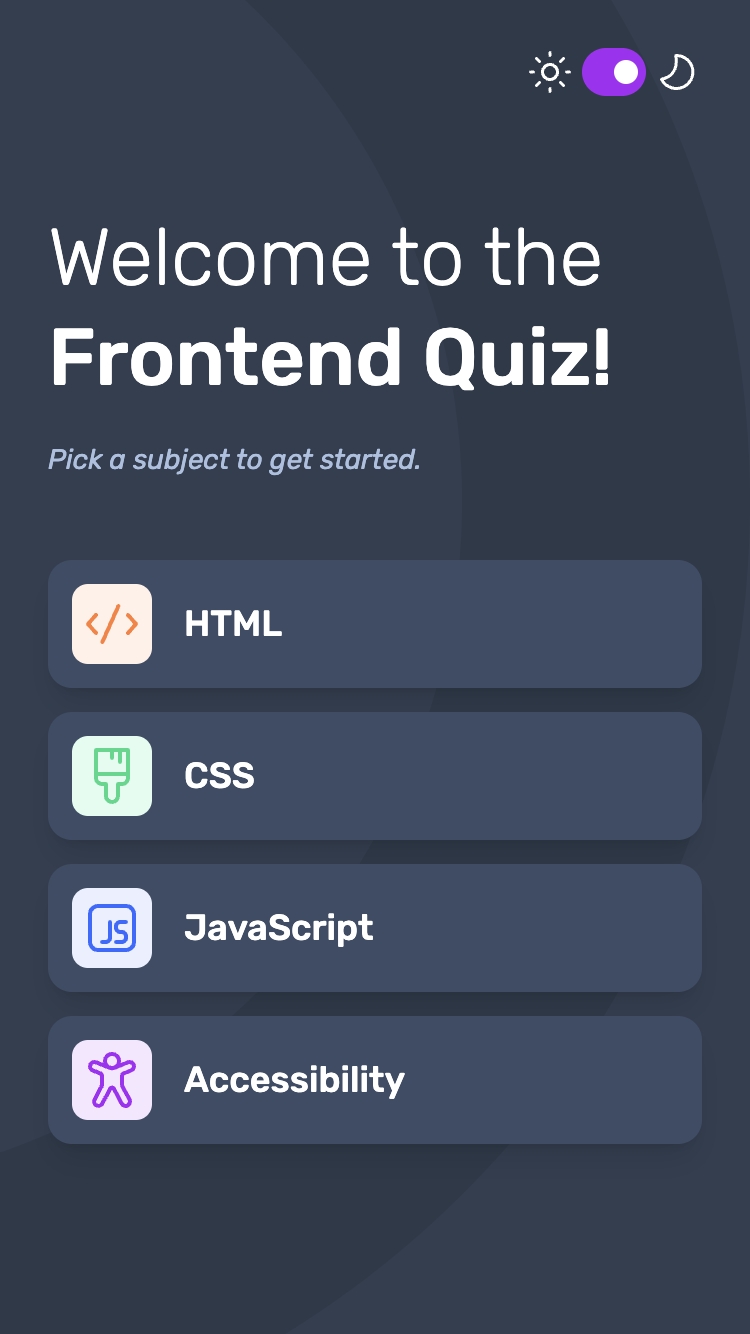 Welcome to the
Frontend Quiz!
Pick a subject to get started.
HTML
CSS
JS
JavaScript
Accessibility